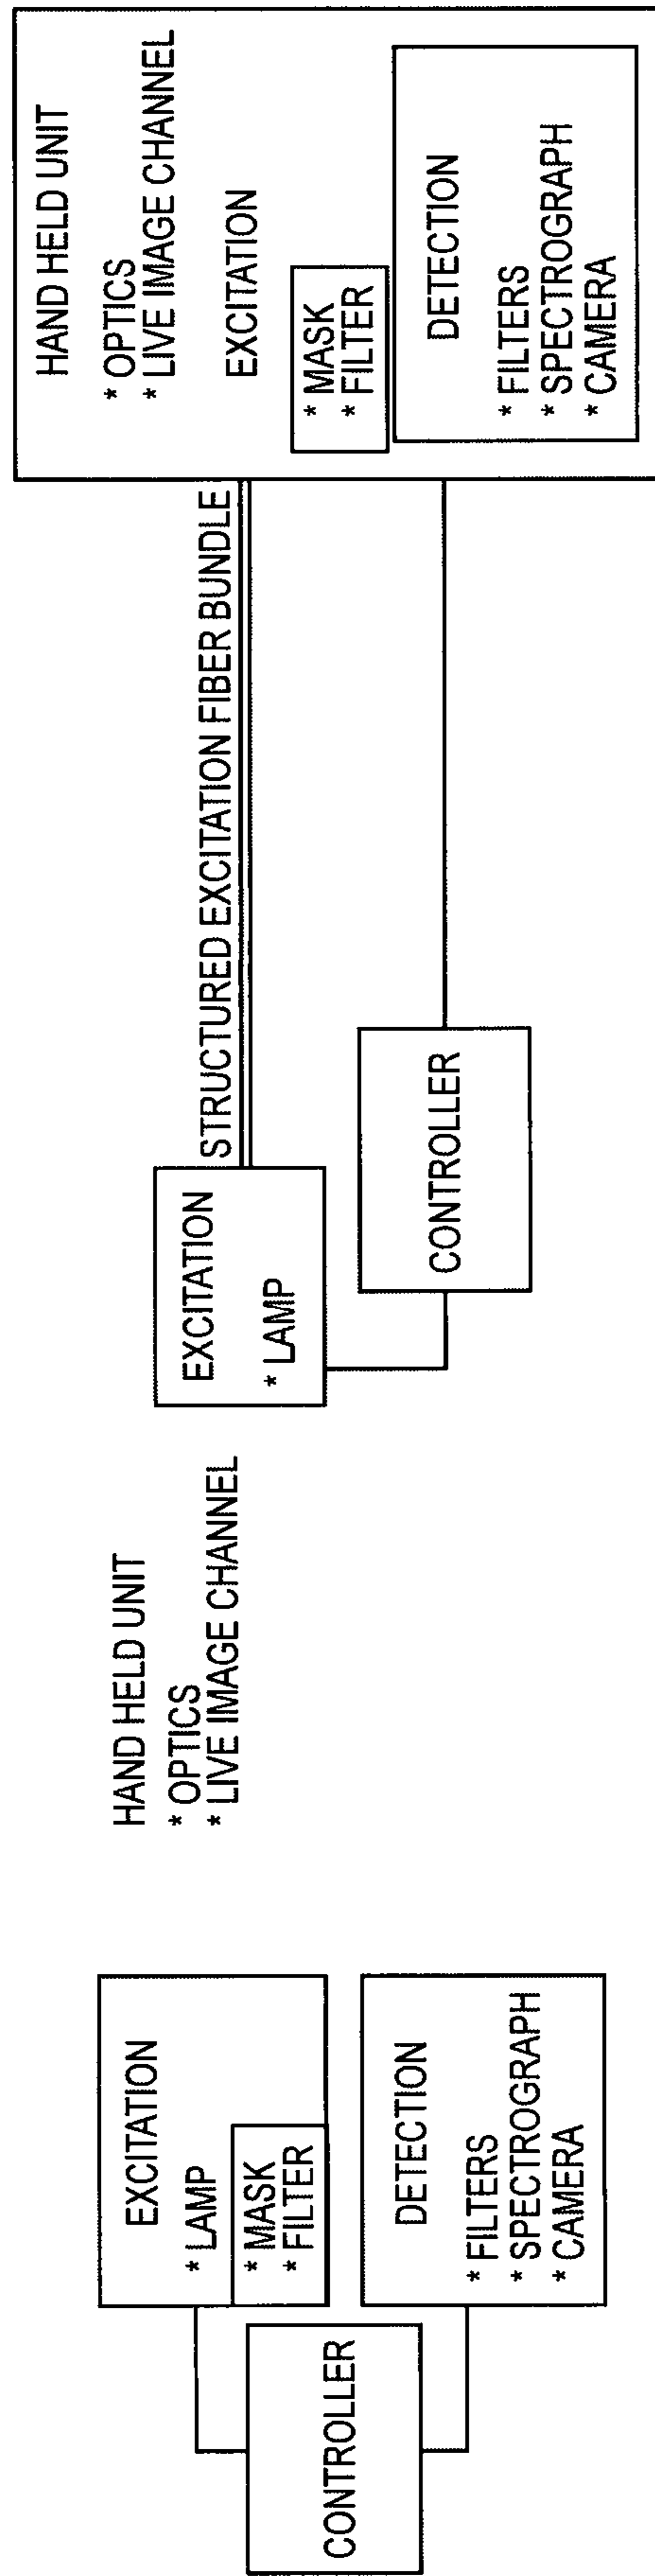 CONTROLLER
EXCITATION
* LAMP
* MASK
* FILTER
DETECTION
* FILTERS
* SPECTROGRAPH
* CAMERA
HAND HELD UNIT
* OPTICS
* LIVE IMAGE CHANNEL
EXCITATION
* LAMP
CONTROLLER
STRUCTURED EXCITATION FIBER BUNDLE
HAND HELD UNIT
* OPTICS
* LIVE IMAGE CHANNEL
EXCITATION
* MASK
* FILTER
DETECTION
* FILTERS
* SPECTROGRAPH
* CAMERA